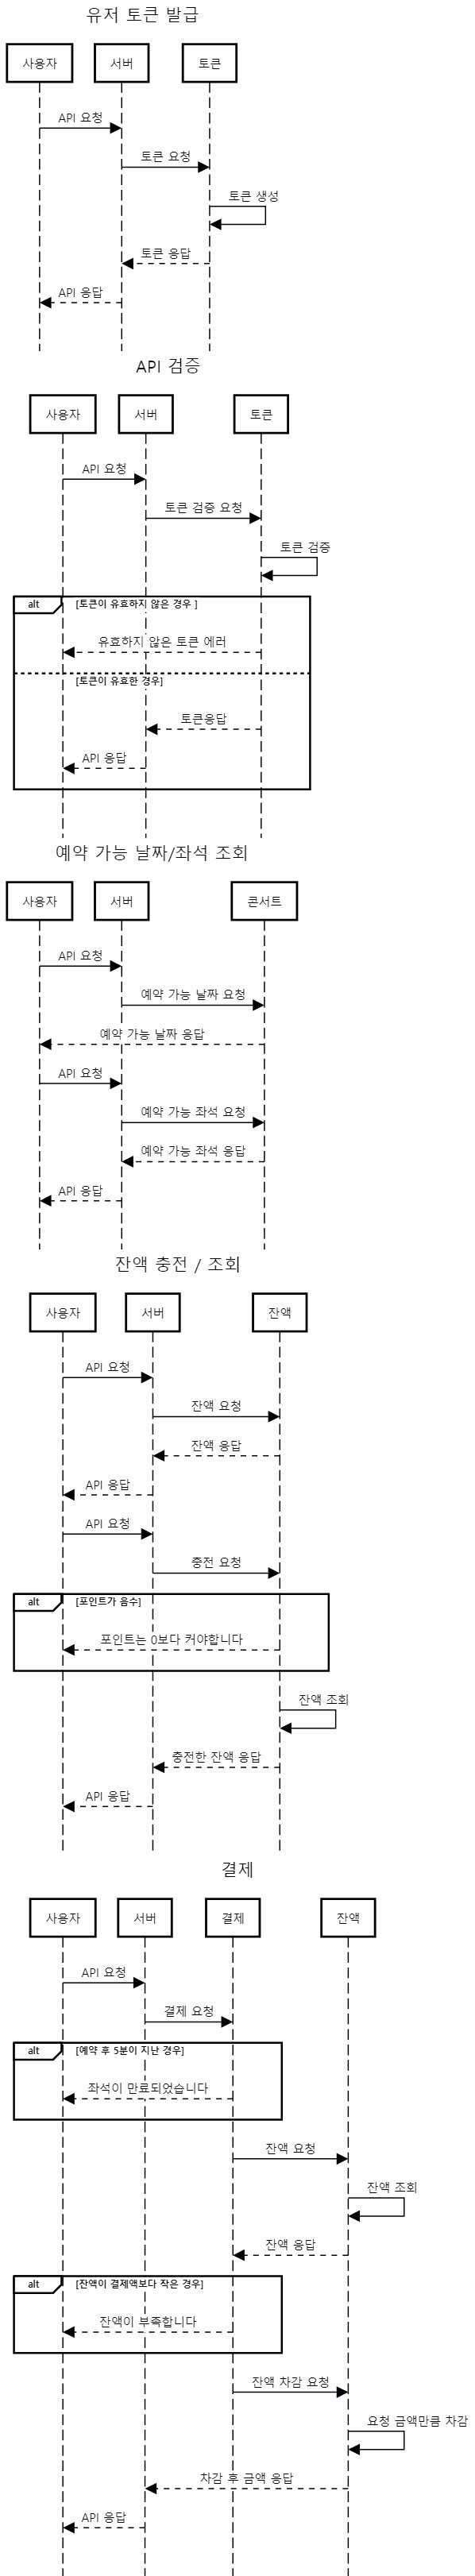 유저 토큰 발급
사용자 서버 토큰
API 요청
토큰 요청
토큰 생성
토큰 응답
API 응답
API 검증
사용자 서버 토큰
API 요청
토큰 검증 요청
토큰 검증
alt [토큰이 유효하지 않은 경우 ]
유효하지 않은 토큰 에러
[토큰이 유효한 경우]
토큰응답
API 응답
예약 가능 날짜/좌석 조회
사용자 서버 콘서트
API 요청
예약 가능 날짜 요청
예약 가능 날짜 응답
API 요청
예약 가능 좌석 요청
예약 가능 좌석 응답
API 응답
잔액 충전 / 조회
사용자 서버 잔액
API 요청
잔액 요청
잔액 응답
API 응답
API 요청
충전 요청
alt [포인트가 음수]
포인트는 0보다 커야합니다
잔액 조회
충전한 잔액 응답
API 응답
결제
사용자 서버 결제 잔액
API 요청
결제 요청
alt [예약 후 5분이 지난 경우]
좌석이 만료되었습니다
잔액 요청
잔액 조회
잔액 응답
alt [잔액이 결제액보다 작은 경우]
잔액이 부족합니다
잔액 차감 요청
요청 금액만큼 차감
차감 후 금액 응답
API 응답